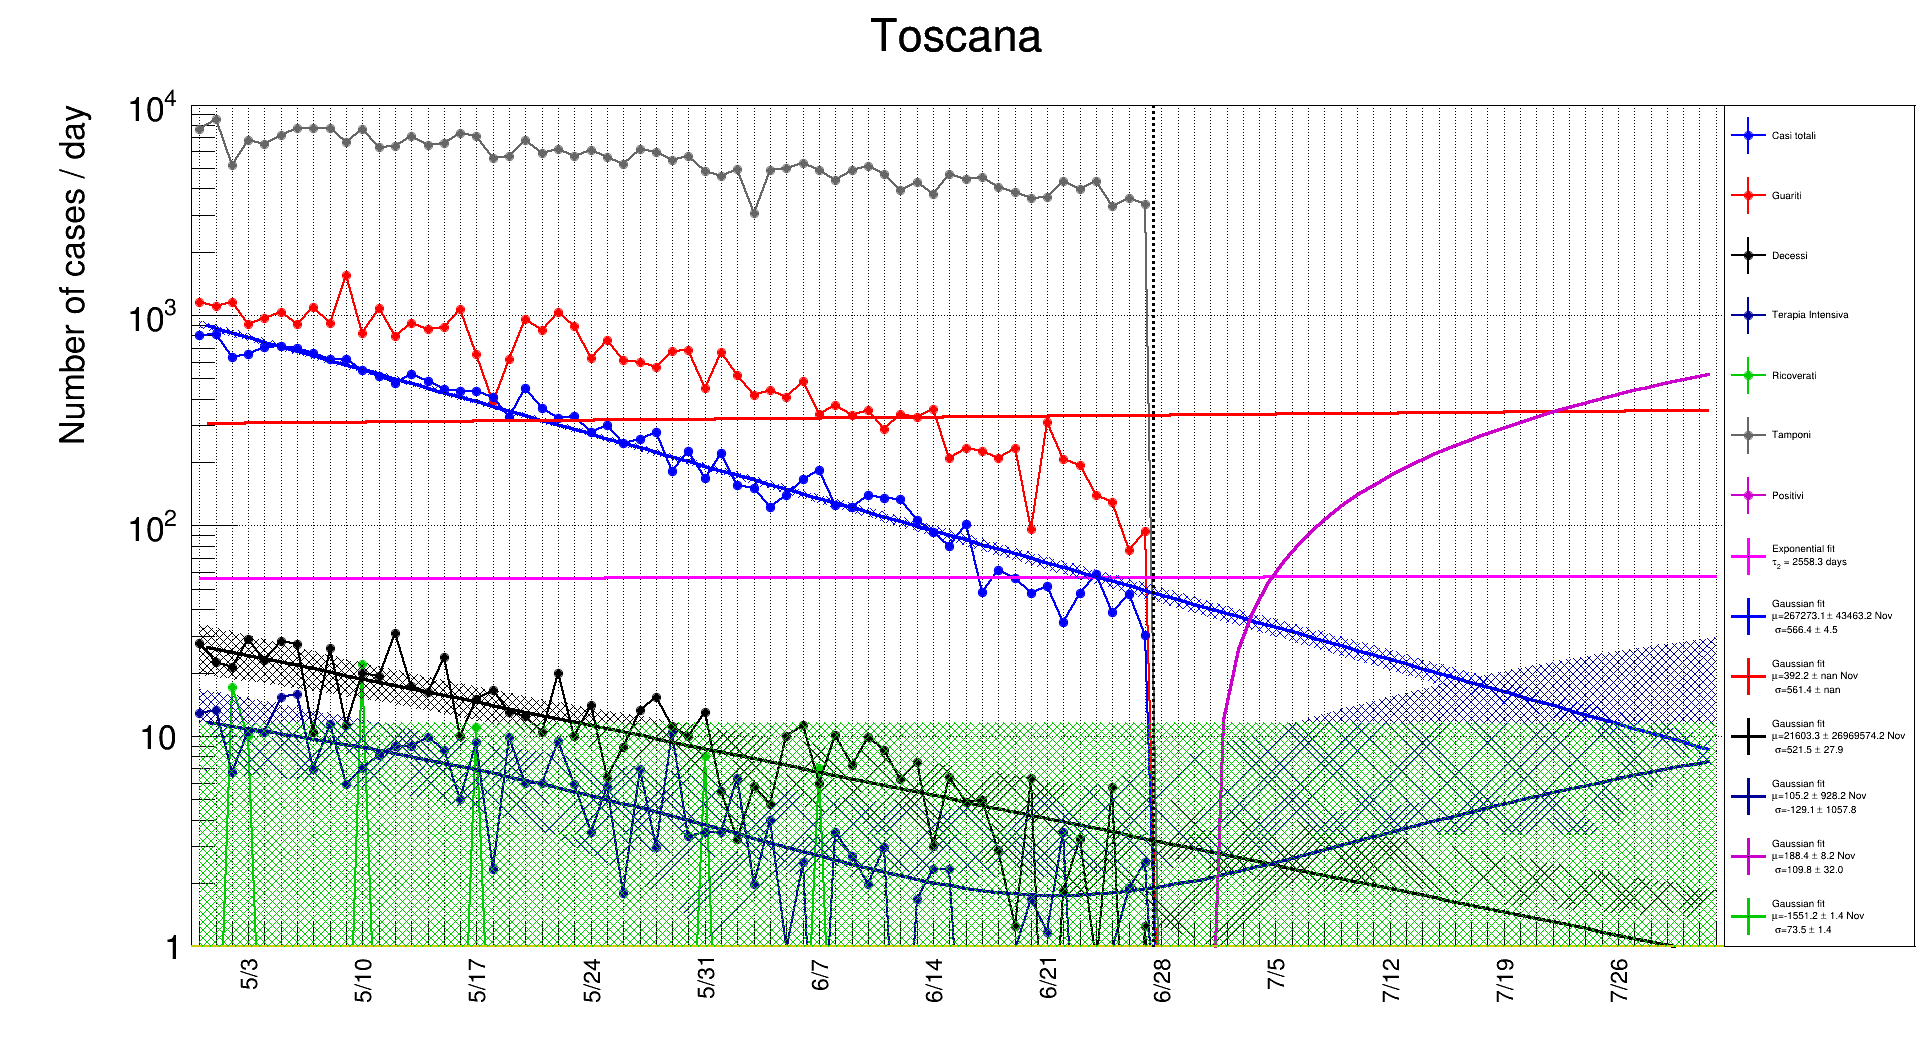 Toscana
Number of cases / day
10^4
10^3
10^2
10
1
5/3
5/10
5/17
5/24
5/31
6/7
6/14
6/21
6/28
7/5
7/12
7/19
7/26
Casi totali
Guariti
Decessi
Terapia Intensiva
Ricoverati
Tamponi
Positivi
Exponential fit
τ2 = 2558.3 days
Gaussian fit
μ=267273.1 ± 43463.2 Nov
σ=566.4 ± 4.5
Gaussian fit
μ=392.2 ± nan Nov
σ=561.4 ± nan
Gaussian fit
μ=21603.3 ± 26969574.2 Nov
σ=521.5 ± 27.9
Gaussian fit
μ=105.2 ± 928.2 Nov
σ=-129.1 ± 1057.8
Gaussian fit
μ=188.4 ± 8.2 Nov
σ=109.8 ± 32.0
Gaussian fit
μ=-1551.2 ± 1.4 Nov
σ=73.5 ± 1.4